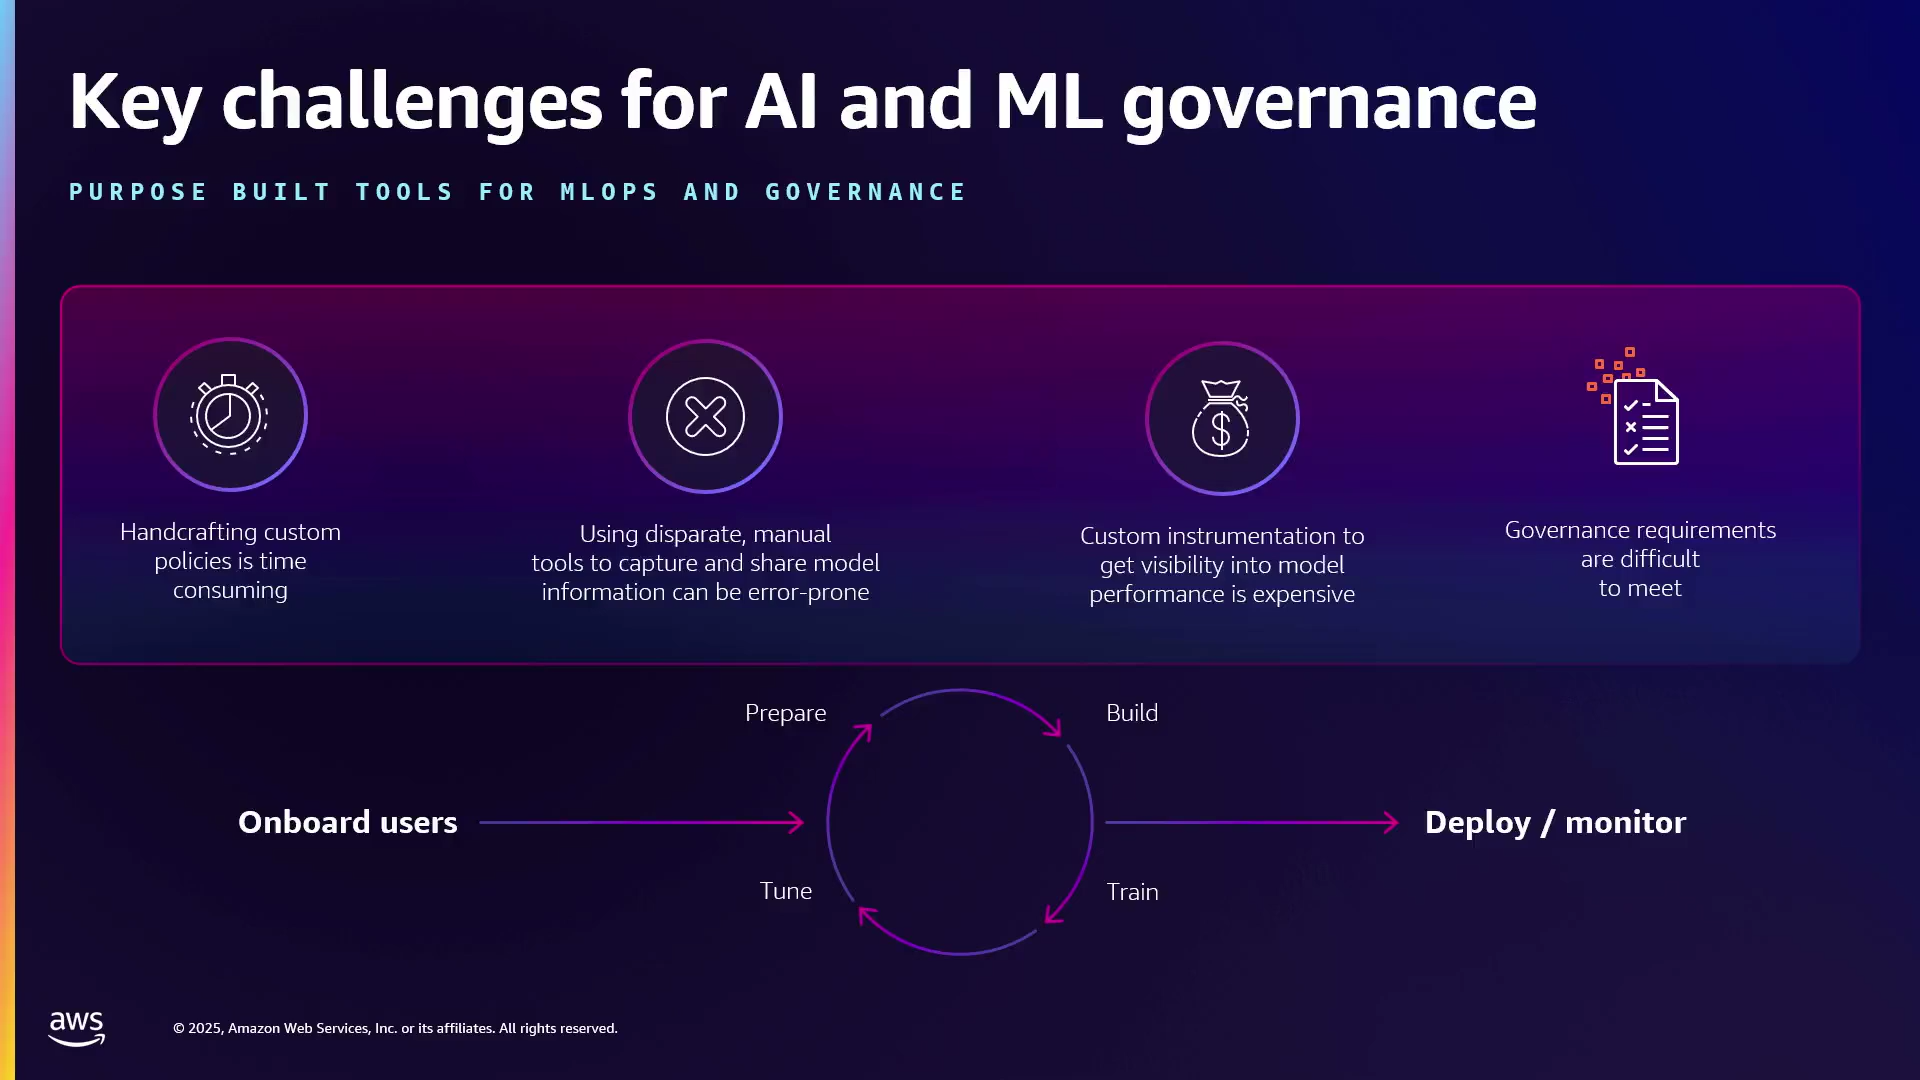 Key challenges for AI and ML governance
PURPOSE BUILT TOOLS FOR MLOPS AND GOVERNANCE
Handcrafting custom
policies is time
consuming
Using disparate, manual
tools to capture and share model
information can be error-prone
Custom instrumentation to
get visibility into model
performance is expensive
Governance requirements
are difficult
to meet
Prepare
Build
Onboard users
Deploy / monitor
Tune
Train
aws
© 2025, Amazon Web Services, Inc. or its affiliates. All rights reserved.